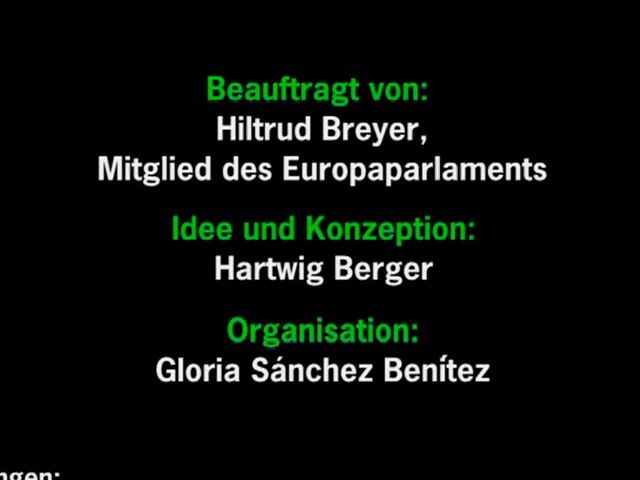 Beauftragt von:
Hiltrud Breyer,
Mitglied des Europaparlaments
Idee und Konzeption:
Hartwig Berger
Organisation:
Gloria Sánchez Benítez